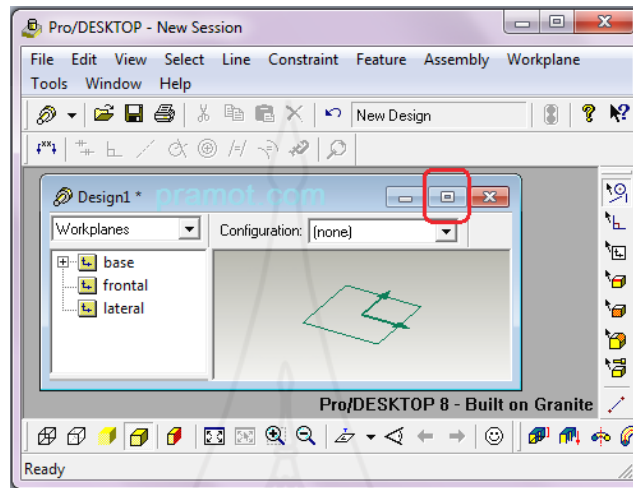 Pro/DESKTOP - New Session
File Edit View Select Line Constraint Feature Assembly Workplane
Tools Window Help
New Design
Design1 * pramot.com
Workplanes Configuration: (none)
base
frontal
lateral
Pro/DESKTOP 8 - Built on Granite
Ready